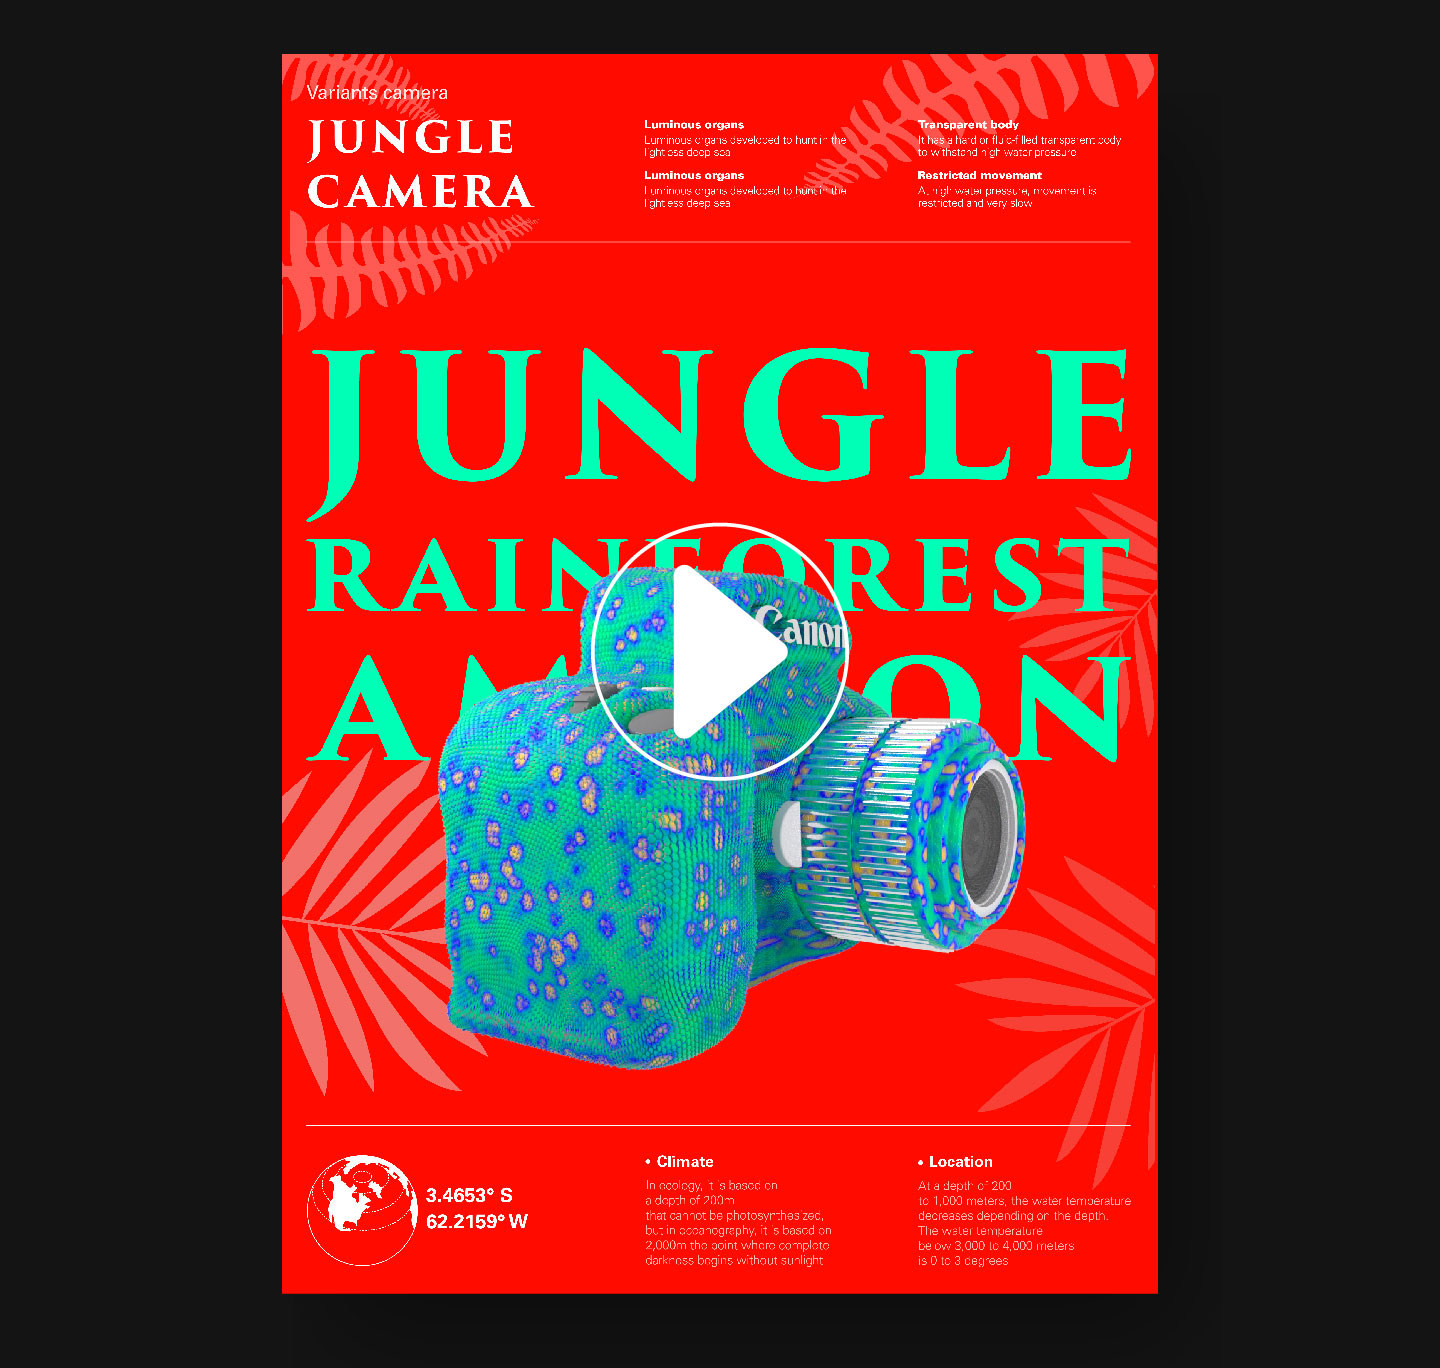 Variants camera
JUNGLE
CAMERA
Luminous organs
Luminous organs developed to hunt in the
lightless deep sea
Luminous organs
Luminous organs developed to hunt in the
lightless deep sea
Transparent body
It has a hard or fluid-filled transparent body
to withstand high water pressure
Restricted movement
At high water pressure, movement is
restricted and very slow
JUNGLE
RAINFOREST
A ON
Canon
3.4653° S
62.2159° W
• Climate
In ecology, it is based on
a depth of 200m
that cannot be photosynthesized,
but in oceanography, it is based on
2,000m the point where complete
darkness begins without sunlight
• Location
At a depth of 200
to 1,000 meters, the water temperature
decreases depending on the depth.
The water temperature
below 3,000 to 4,000 meters
is 0 to 3 degrees